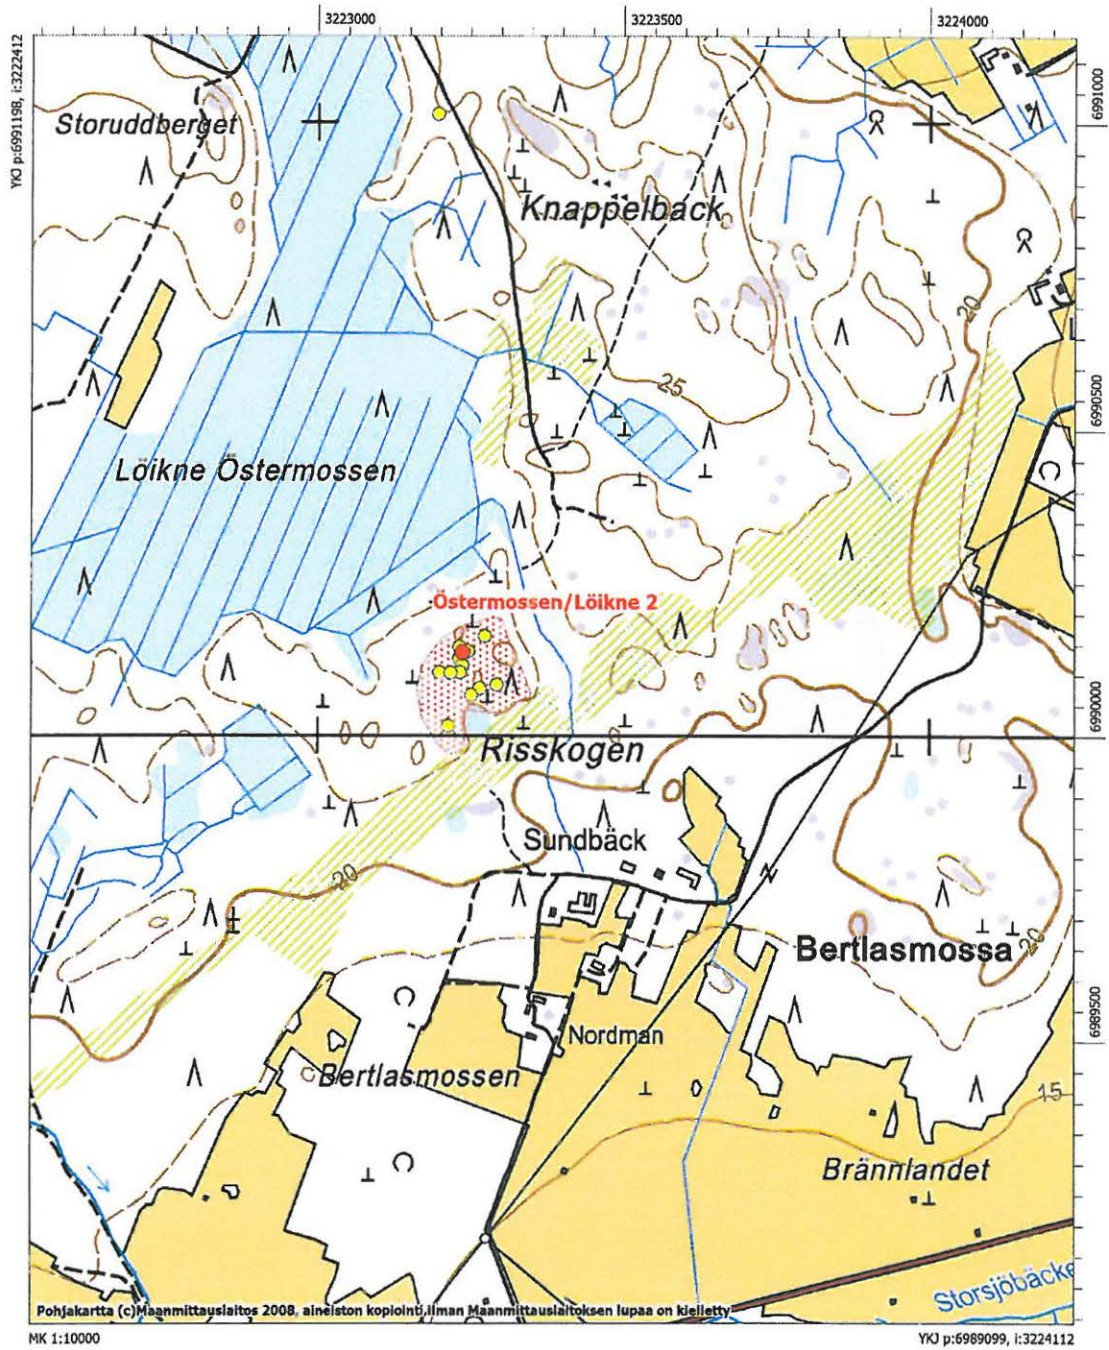 3223000
3223500
3224000
YKJ p:6991198, i:3222412
6991000
Storuddberget
Knappelbäck
20
25
6990500
Löikne Östermossen
Östermossen/Löikne 2
6990000
Risskogen
Sundbäck
20
Bertlasmossa
20
6989500
Nordman
Bertlasmossen
15
Brännlandet
Storsjöbäcke
Pohjakartta (c)Maanmittauslaitos 2008, aineiston kopiointi ilman Maanmittauslaitoksen lupaa on kielletty
MK 1:10000
YKJ p:6989099, i:3224112